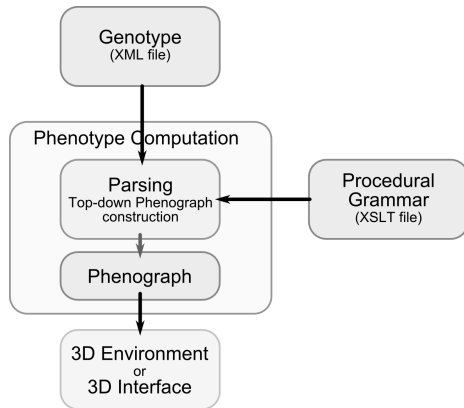 Genotype
(XML file)
Phenotype Computation
Parsing
Top-down Phenograph
construction
Procedural
Grammar
(XSLT file)
Phenograph
3D Environment
or
3D Interface